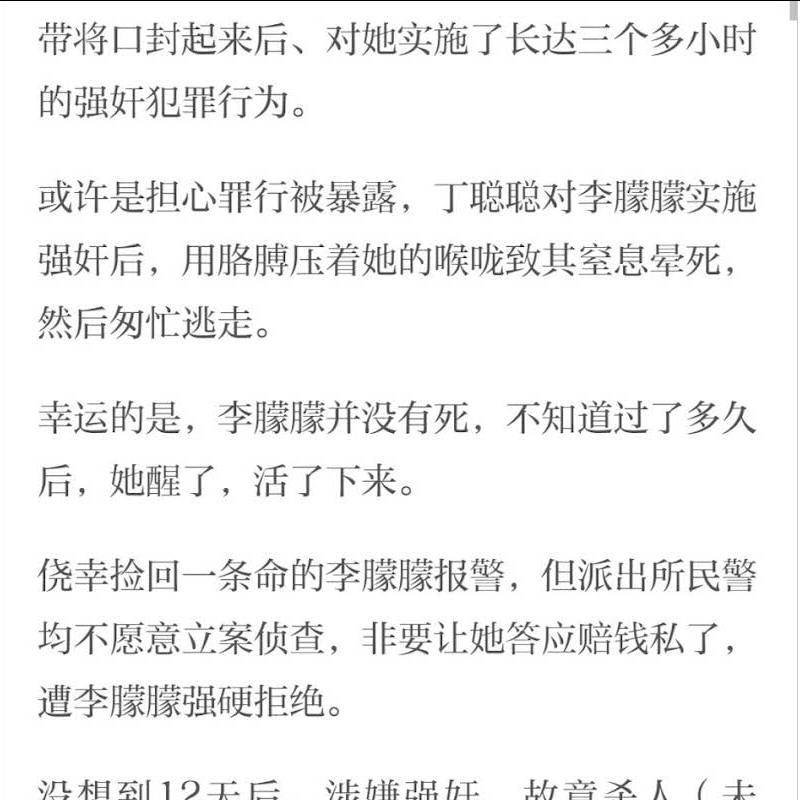 带将口封起来后、对她实施了长达三个多小时
的强奸犯罪行为。
或许是担心罪行被暴露，丁聪聪对李朦朦实施
强奸后，用胳膊压着她的喉咙致其窒息晕死，
然后匆忙逃走。
幸运的是，李朦朦并没有死，不知道过了多久
后，她醒了，活了下来。
侥幸捡回一条命的李朦朦报警，但派出所民警
均不愿意立案侦查，非要让她答应赔钱私了，
遭李朦朦强硬拒绝。
没想到12天后，涉嫌强奸、故意杀人（未